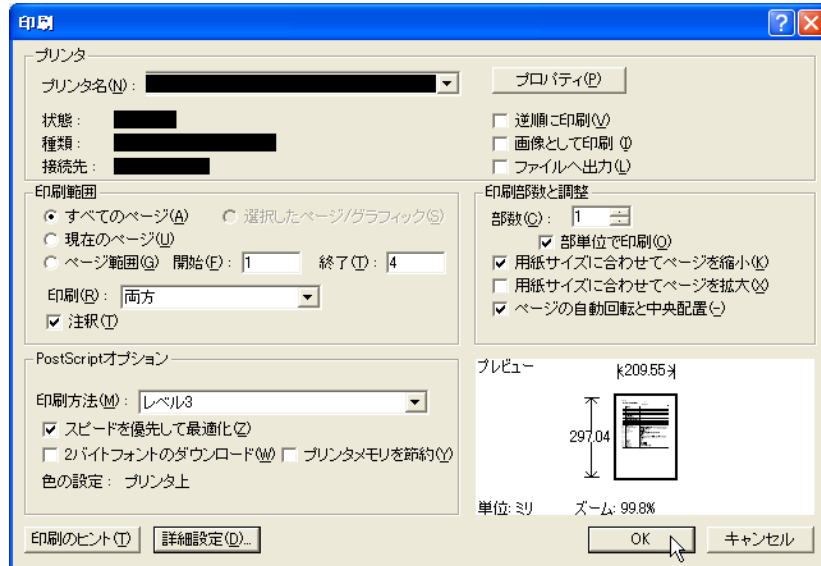 印刷
プリンタ
プリンタ名(N): プロパティ(P)
状態: 逆順に印刷(V)
種類: 画像として印刷 (I)
接続先: ファイルへ出力(L)
印刷範囲
すべてのページ(A) 選択したページ/グラフィック(S)
現在のページ(U)
ページ範囲(G) 開始(F): 1 終了(T): 4
印刷(R): 両方
注釈(T)
印刷部数と調整
部数(C): 1
部単位で印刷(O)
用紙サイズに合わせてページを縮小(K)
用紙サイズに合わせてページを拡大(X)
ページの自動回転と中央配置(-)
PostScriptオプション
印刷方法(M): レベル3
スピードを優先して最適化(Z)
2バイトフォントのダウンロード(W) プリンタメモリを節約(Y)
色の設定: プリンタ上
プレビュー
209.55
297.04
単位: ミリ ズーム: 99.8%
印刷のヒント(T) 詳細設定(D)... OK キャンセル